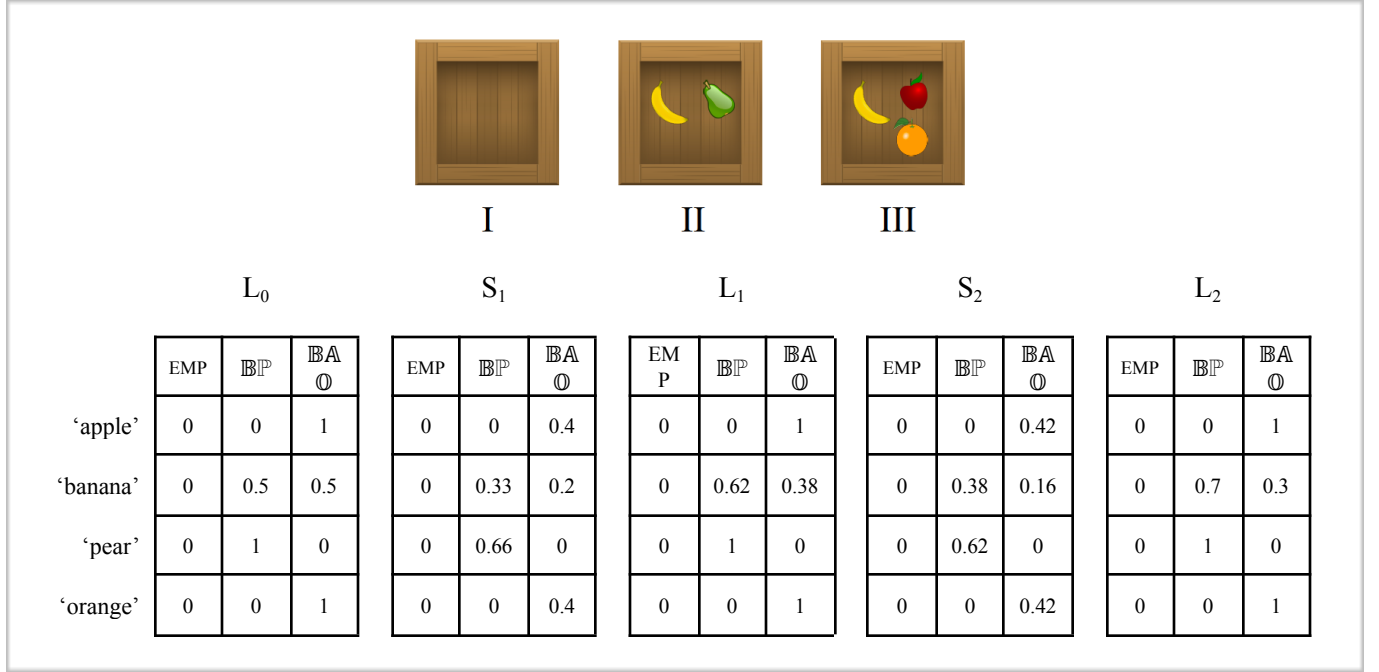 I II III
L₀ S₁ L₁ S₂ L₂
EMP 𝔹ℙ 𝔹𝔸 EMP 𝔹ℙ 𝔹𝔸 EM 𝔹ℙ 𝔹𝔸 EMP 𝔹ℙ 𝔹𝔸 EMP 𝔹ℙ 𝔹𝔸
𝕆 𝕆 P 𝕆 𝕆 𝕆
‘apple’ 0 0 1 0 0 0.4 0 0 1 0 0 0.42 0 0 1
‘banana’ 0 0.5 0.5 0 0.33 0.2 0 0.62 0.38 0 0.38 0.16 0 0.7 0.3
‘pear’ 0 1 0 0 0.66 0 0 1 0 0 0.62 0 0 1 0
‘orange’ 0 0 1 0 0 0.4 0 0 1 0 0 0.42 0 0 1